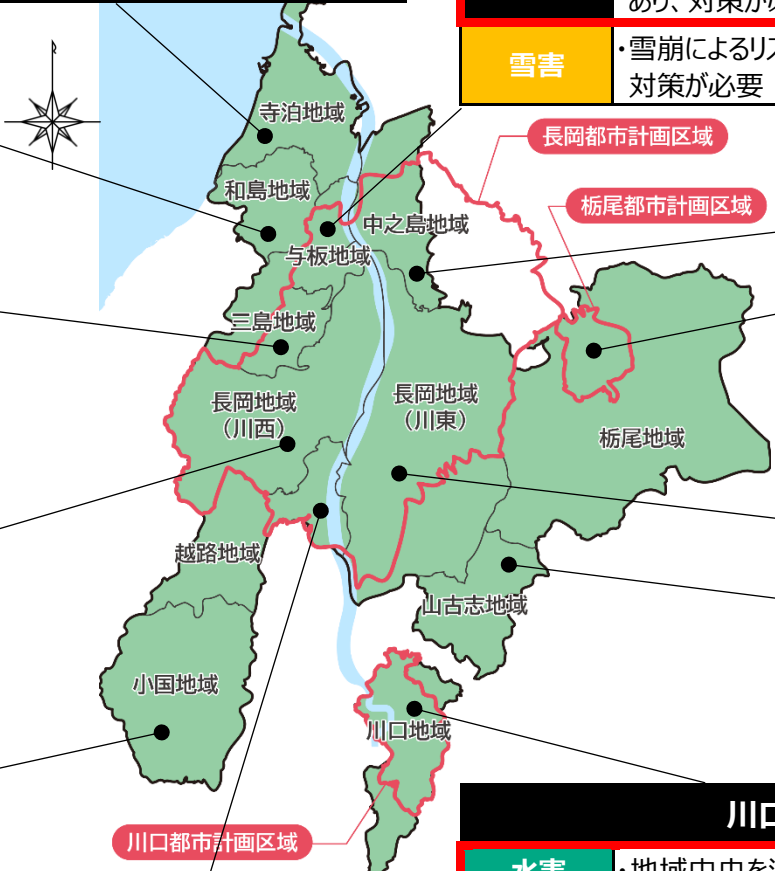 あり、対策が
雪害
・雪崩によるリス
対策が必要
寺泊地域
長岡都市計画区域
和島地域
栃尾都市計画区域
中之島地域
与板地域
三島地域
長岡地域
（川西）
長岡地域
（川東）
栃尾地域
越路地域
山古志地域
小国地域
川口地域
川口都市計画区域
川口
水害
・地域中央を